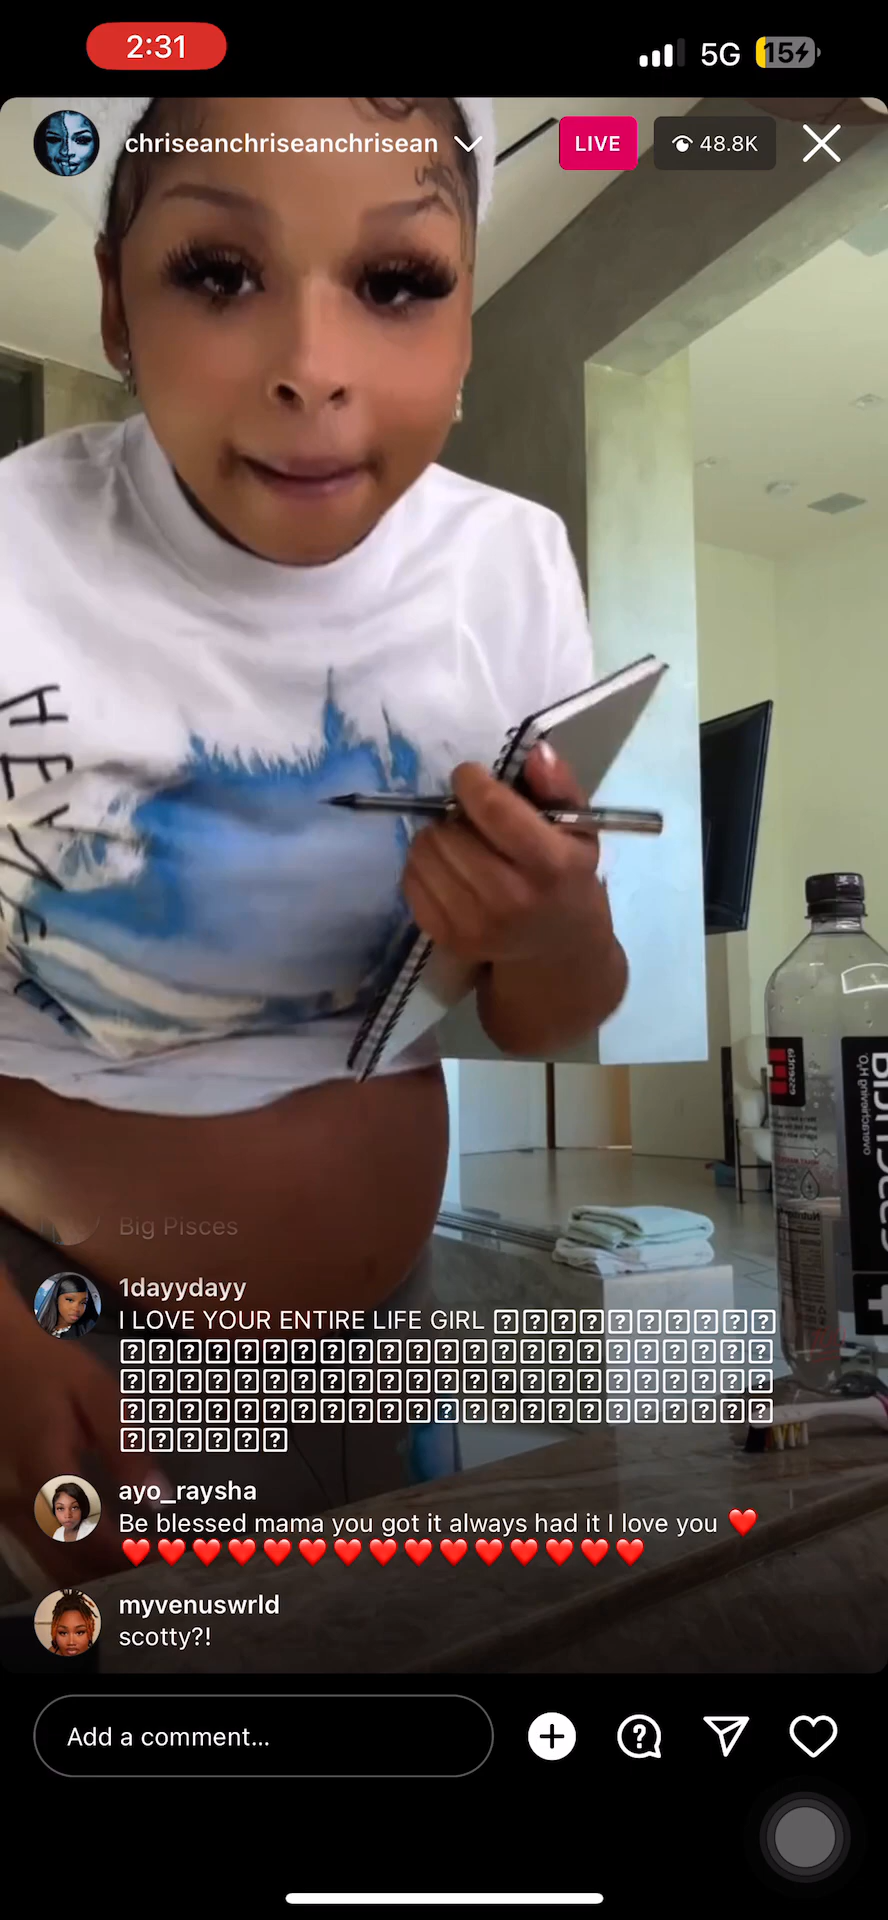 2:31
5G
15
chriseanchriseanchrisean
LIVE
48.8K
Big Pisces
1dayydayy
I LOVE YOUR ENTIRE LIFE GIRL
ayo_raysha
Be blessed mama you got it always had it I love you ❤️
❤️❤️❤️❤️❤️❤️❤️❤️❤️❤️❤️❤️❤️❤️❤️
myvenuswrld
scotty?!
Add a comment...